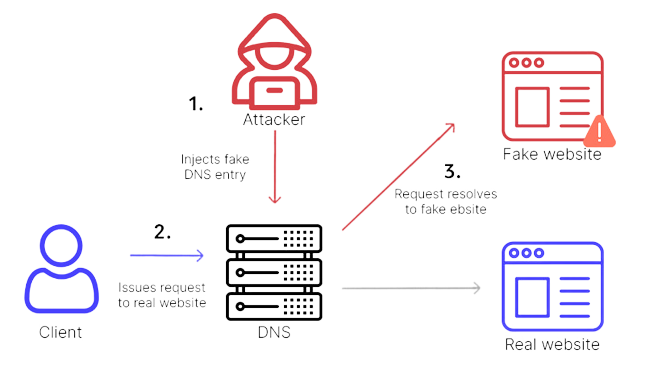 1.
Attacker
Injects fake
DNS entry
2.
Issues request
to real website
Client
DNS
3.
Request resolves
to fake ebsite
Fake website
Real website